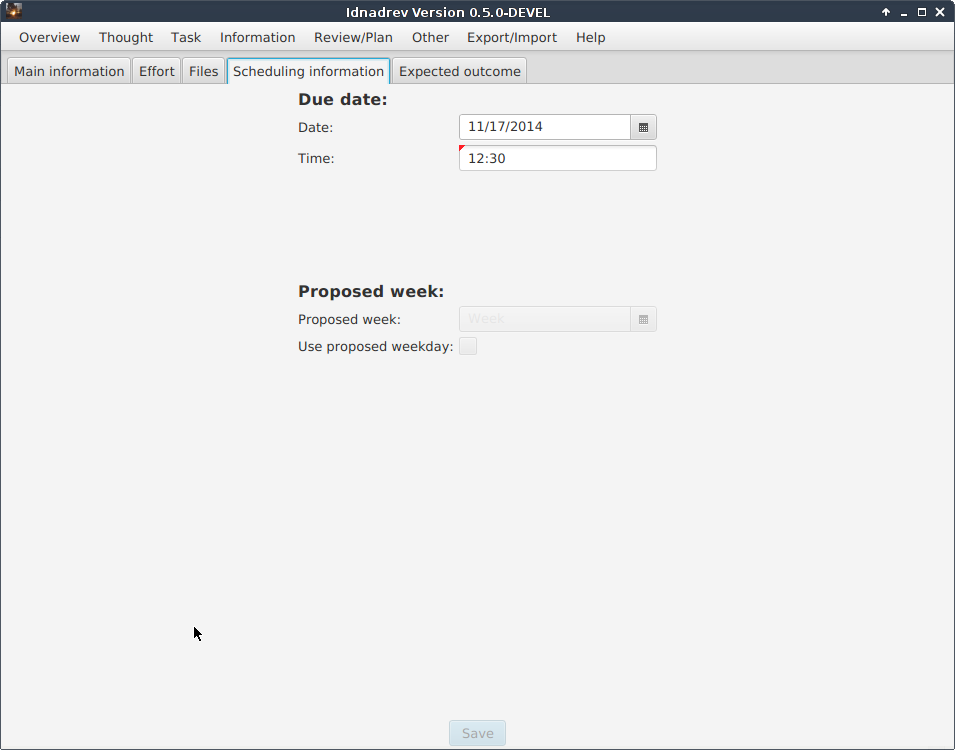 Idnadrev Version 0.5.0-DEVEL
Overview Thought Task Information Review/Plan Other Export/Import Help
Main information Effort Files Scheduling information Expected outcome
Due date:
Date: 11/17/2014
Time: 12:30
Proposed week:
Proposed week: Week
Use proposed weekday:
Save